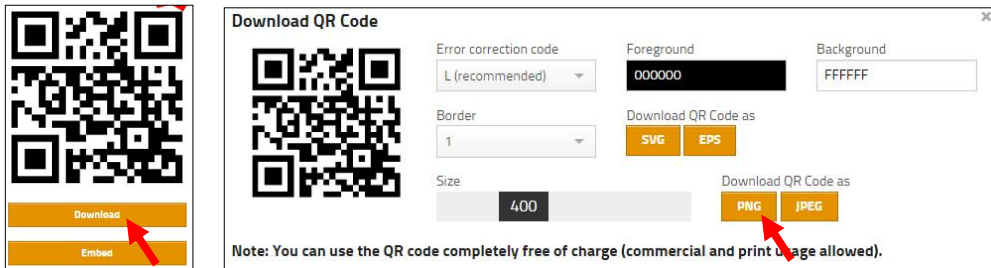 Download
Embed
Download QR Code
×
Error correction code
Foreground
Background
L (recommended)
000000
FFFFFF
Border
Download QR Code as
1
SVG
EPS
Size
Download QR Code as
400
PNG
JPEG
Note: You can use the QR code completely free of charge (commercial and print usage allowed).